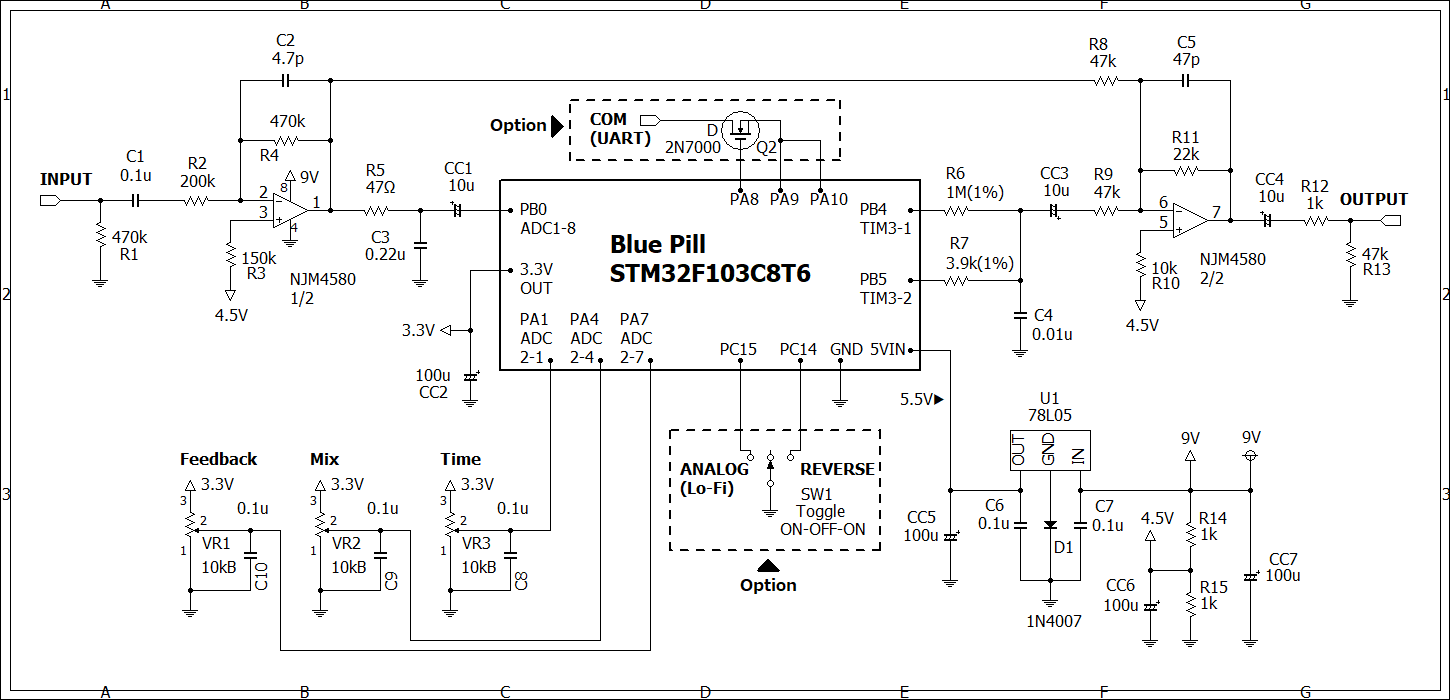 A B C D E F G
C2
4.7p
R8
47k
C5
47p
1
1
470k
R4
Option
COM
(UART)
D
2N7000
Q2
R11
22k
C1
0.1u
R2
200k
INPUT
8
9V
2
3
1
4
R5
47Ω
CC1
10u
PA8 PA9 PA10
R6
1M(1%)
CC3
10u
R9
47k
6
5
7
CC4
10u
R12
1k
OUTPUT
470k
R1
150k
R3
4.5V
NJM4580
1/2
C3
0.22u
PB0
ADC1-8
Blue Pill
STM32F103C8T6
PB4
TIM3-1
R7
3.9k(1%)
PB5
TIM3-2
10k
R10
4.5V
NJM4580
2/2
47k
R13
2
2
3.3V
OUT
3.3V
100u
CC2
PA1
ADC
2-1
PA4
ADC
2-4
PA7
ADC
2-7
PC15 PC14 GND 5VIN
C4
0.01u
5.5V
U1
78L05
OUT
GND
IN
9V
9V
ANALOG
(Lo-Fi)
REVERSE
SW1
Toggle
ON-OFF-ON
Option
3
3
Feedback
3.3V
3
2
1
VR1
10kB
0.1u
C10
Mix
3.3V
3
2
1
VR2
10kB
0.1u
C9
Time
3.3V
3
2
1
VR3
10kB
0.1u
C8
CC5
100u
C6
0.1u
D1
1N4007
C7
0.1u
4.5V
R14
1k
CC6
100u
R15
1k
CC7
100u
A B C D E F G